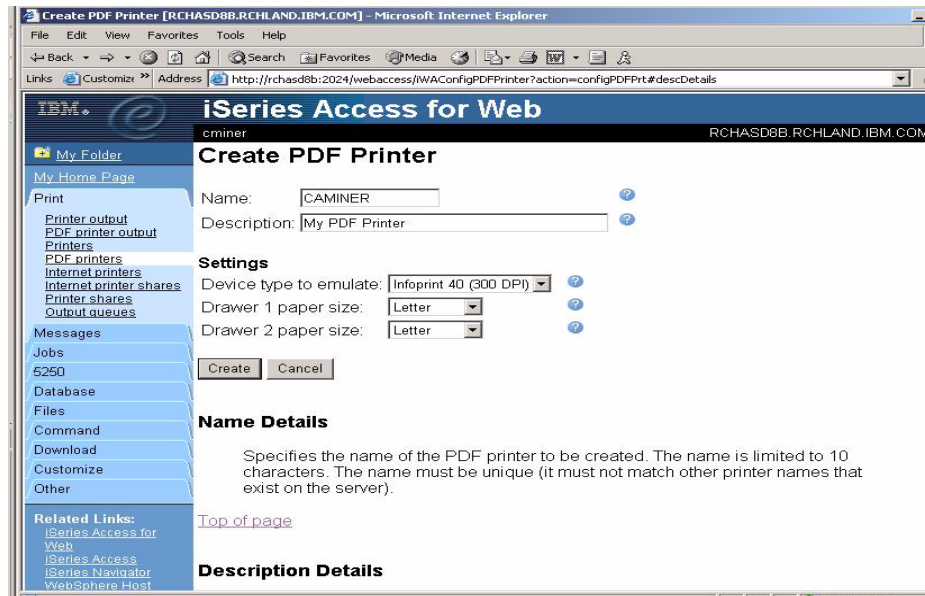 Create PDF Printer [RCHASD8B.RCHLAND.IBM.COM] - Microsoft Internet Explorer
File Edit View Favorites Tools Help
Back Search Favorites Media
Links Customize >> Address http://rchasd8b:2024/webaccess/iWAConfigPDFPrinter?action=configPDFPrt#descDetails
IBM. iSeries Access for Web
cminer RCHASD8B.RCHLAND.IBM.COM
My Folder
My Home Page
Print
Printer output
PDF printer output
Printers
PDF printers
Internet printers
Internet printer shares
Printer shares
Output queues
Messages
Jobs
5250
Database
Files
Command
Download
Customize
Other
Related Links:
iSeries Access for
Web
iSeries Access
iSeries Navigator
WebSphere Host
Create PDF Printer
Name: CAMINER
Description: My PDF Printer
Settings
Device type to emulate: Infoprint 40 (300 DPI)
Drawer 1 paper size: Letter
Drawer 2 paper size: Letter
Create Cancel
Name Details
Specifies the name of the PDF printer to be created. The name is limited to 10
characters. The name must be unique (it must not match other printer names that
exist on the server).
Top of page
Description Details